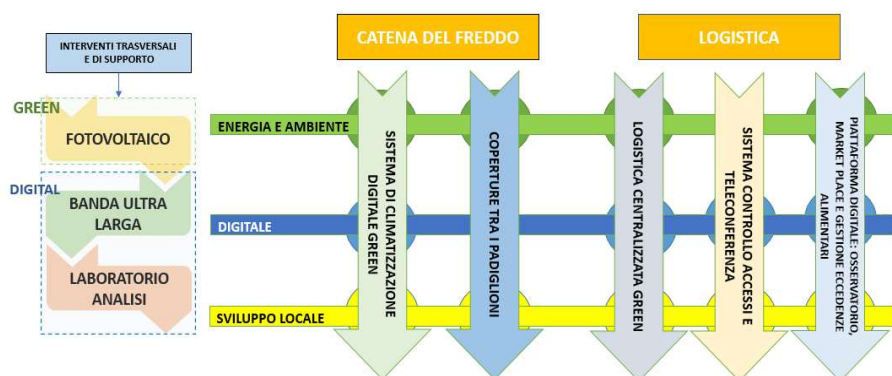 INTERVENTI TRASVERSALI
E DI SUPPORTO
GREEN
FOTOVOLTAICO
DIGITAL
BANDA ULTRA
LARGA
LABORATORIO
ANALISI
CATENA DEL FREDDO
LOGISTICA
ENERGIA E AMBIENTE
DIGITALE
SVILUPPO LOCALE
SISTEMA DI CLIMATIZZAZIONE
DIGITALE GREEN
COPERTURE TRA I PADIGLIONI
LOGISTICA CENTRALIZZATA GREEN
SISTEMA CONTROLLO ACCESSI E
TELECONFERENZA
PIATTAFORMA DIGITALE: OSSERVATORIO,
MARKET PLACE E GESTIONE ECCEDENZE
ALIMENTARI